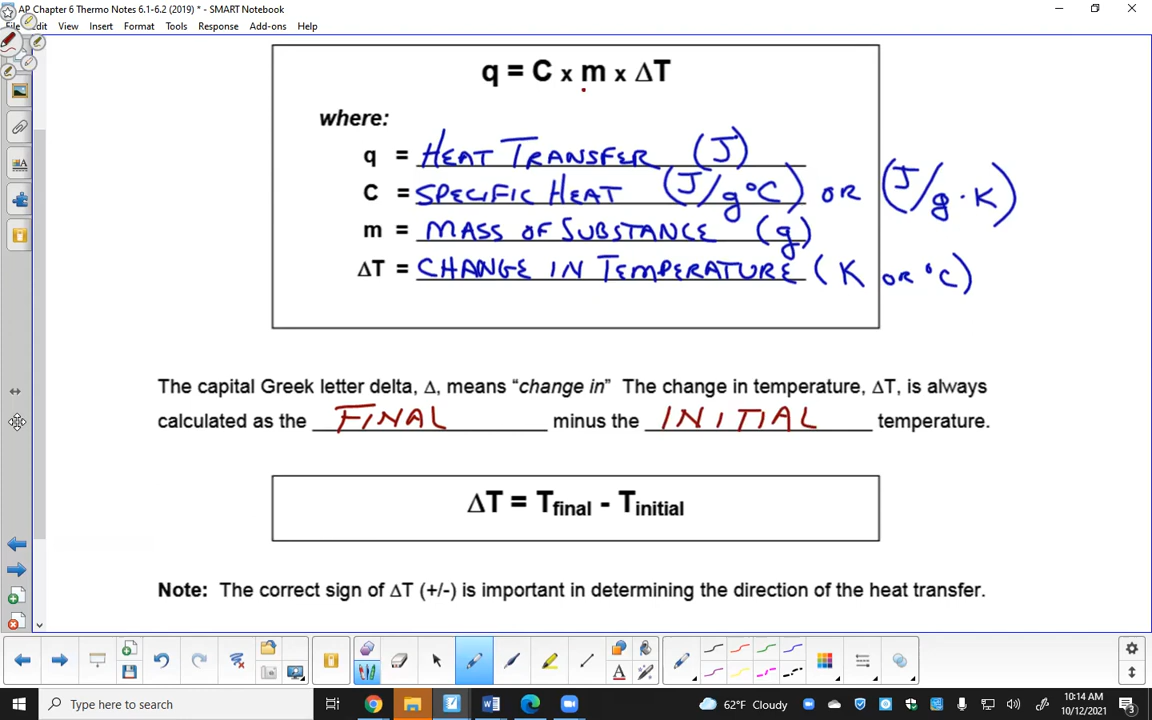 AP Chapter 6 Thermo Notes 6.1-6.2 (2019) * - SMART Notebook
File Edit View Insert Format Tools Response Add-ons Help
q = C x m x ΔT
where:
q = HEAT TRANSFER (J)
C = SPECIFIC HEAT (J/g°C) OR (J/g·K)
m = MASS OF SUBSTANCE (g)
ΔT = CHANGE IN TEMPERATURE (K OR °C)
The capital Greek letter delta, Δ, means “change in” The change in temperature, ΔT, is always
calculated as the FINAL minus the INITIAL temperature.
ΔT = Tfinal - Tinitial
Note: The correct sign of ΔT (+/-) is important in determining the direction of the heat transfer.
Type here to search
62°F Cloudy
10:14 AM
10/12/2021
3